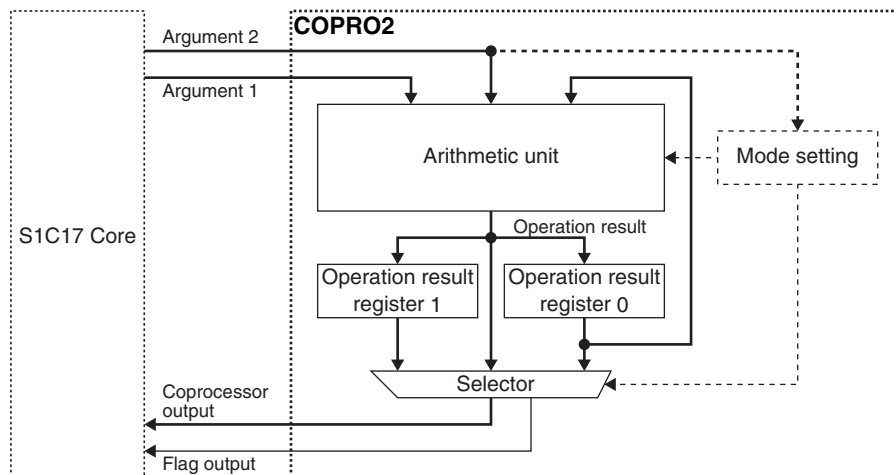 COPRO2
Argument 2
Argument 1
Arithmetic unit
Mode setting
S1C17 Core
Operation result
Operation result
register 1
Operation result
register 0
Selector
Coprocessor
output
Flag output